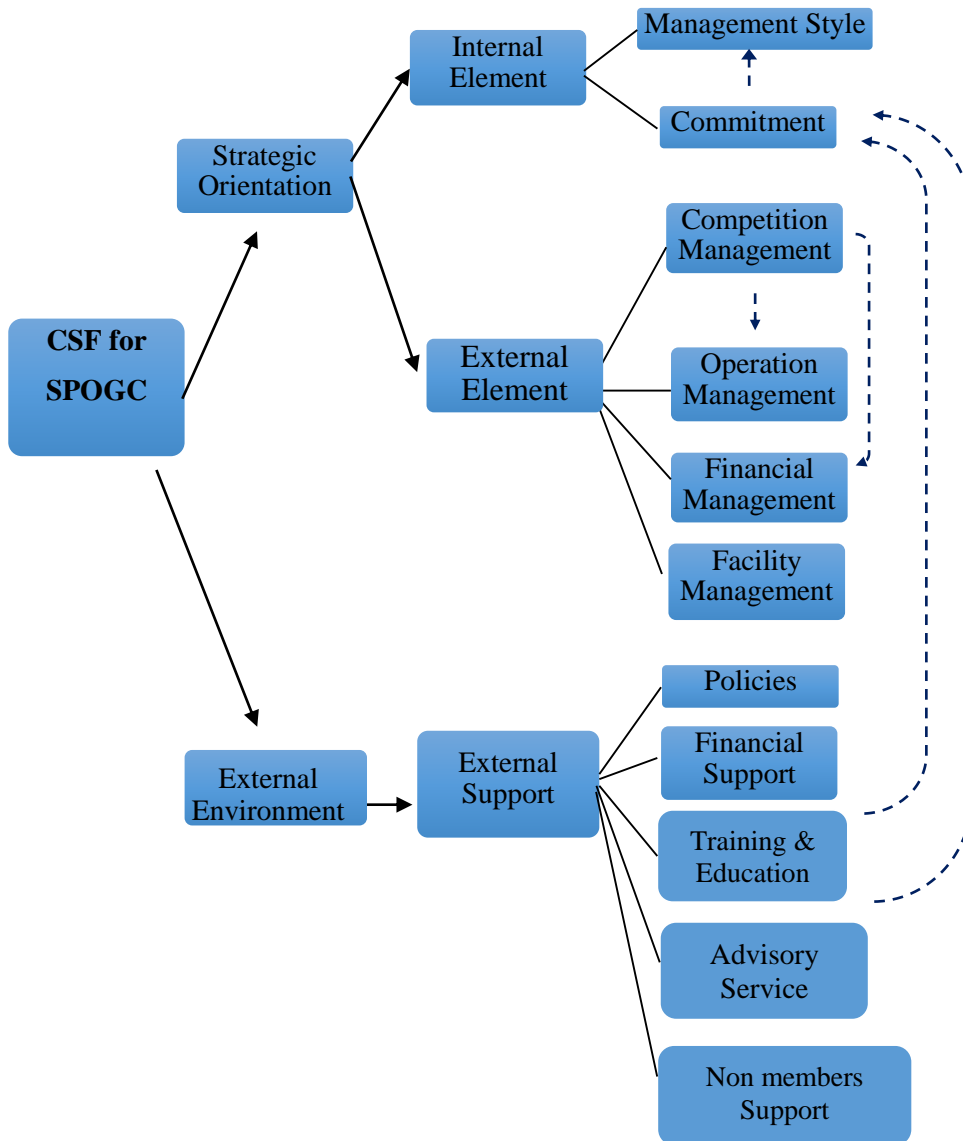 Management Style
Internal
Element
Commitment
Strategic
Orientation
Competition
Management
CSF for
SPOGC
External
Element
Operation
Management
Financial
Management
Facility
Management
Policies
External
Environment
External
Support
Financial
Support
Training &
Education
Advisory
Service
Non members
Support